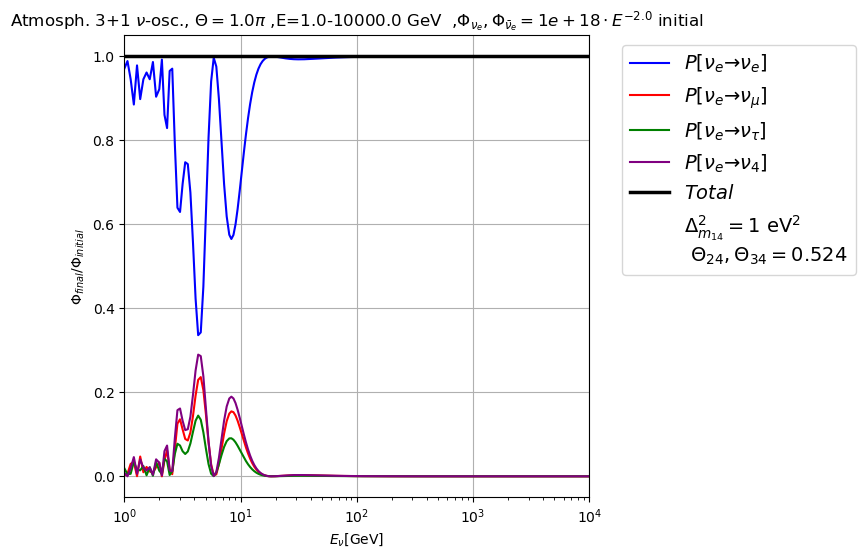 Atmosph. 3+1 ν-osc., Θ = 1.0π ,E=1.0-10000.0 GeV ,Φ_{ν_e}, Φ_{ν̄_e} = 1e + 18 · E^{−2.0} initial
1.0
0.8
0.6
0.4
0.2
0.0
Φ_{final}/Φ_{initial}
10^0
10^1
10^2
10^3
10^4
E_ν[GeV]
P[ν_e→ν_e]
P[ν_e→ν_μ]
P[ν_e→ν_τ]
P[ν_e→ν_4]
Total
Δ^2_{m_{14}} = 1 eV^2
Θ_{24}, Θ_{34} = 0.524